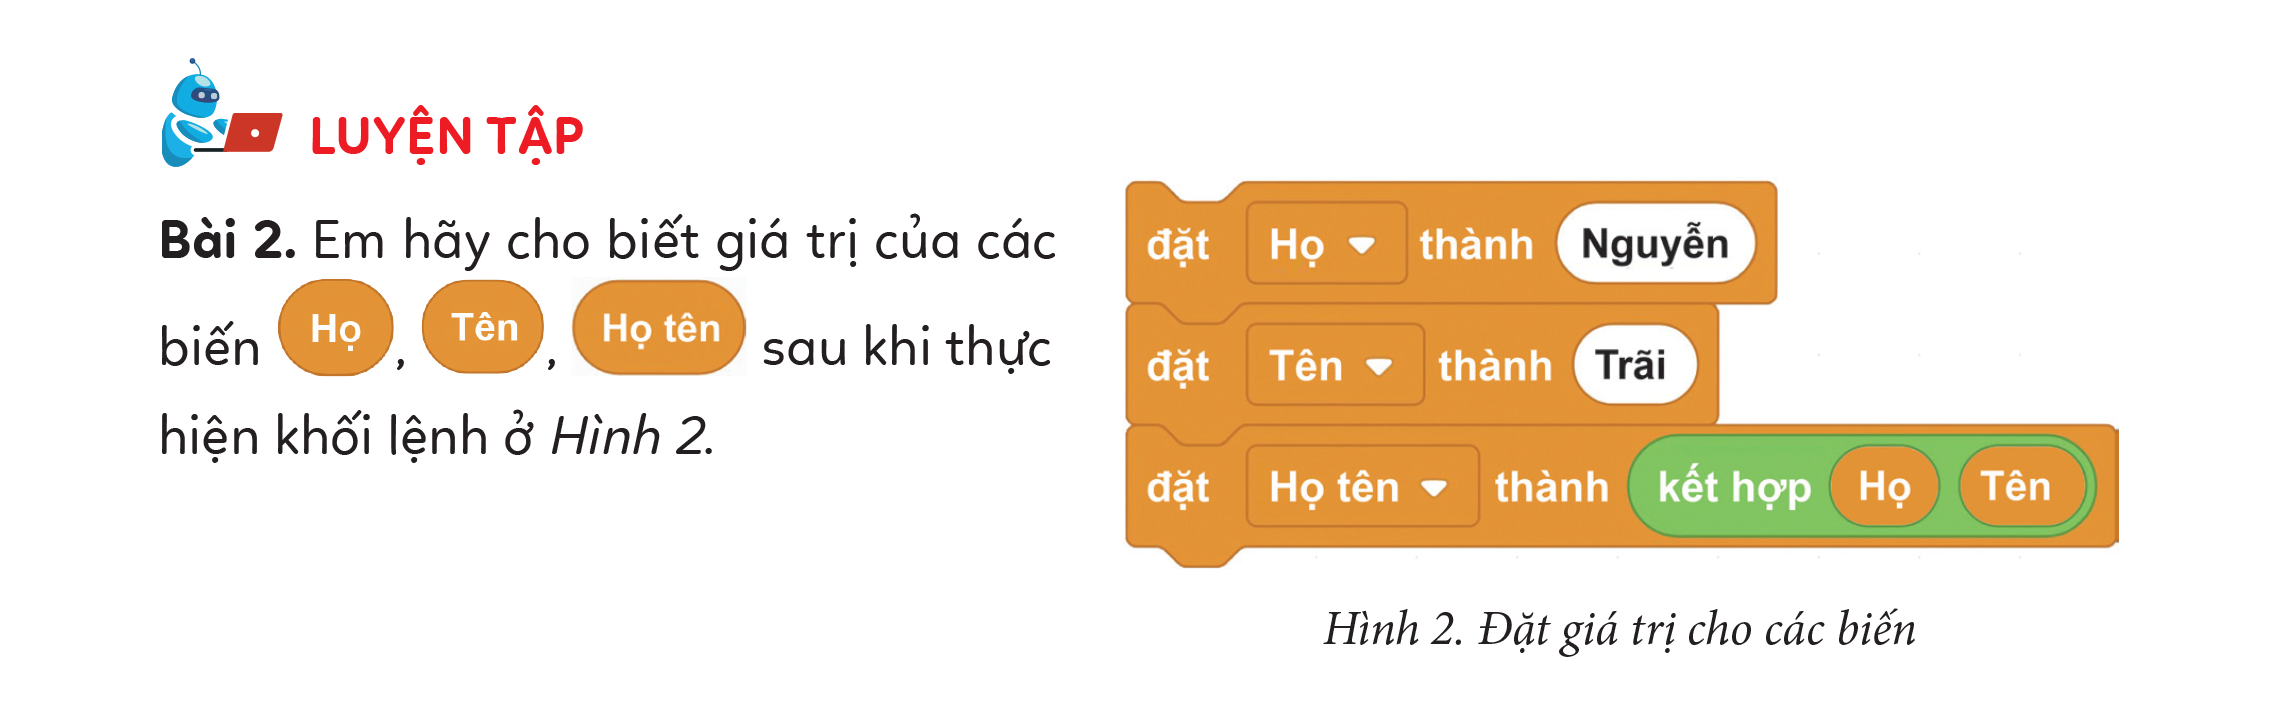 LUYỆN TẬP
Bài 2. Em hãy cho biết giá trị của các
biến Họ, Tên, Họ tên sau khi thực
hiện khối lệnh ở Hình 2.
đặt Họ thành Nguyễn
đặt Tên thành Trãi
đặt Họ tên thành kết hợp Họ Tên
Hình 2. Đặt giá trị cho các biến